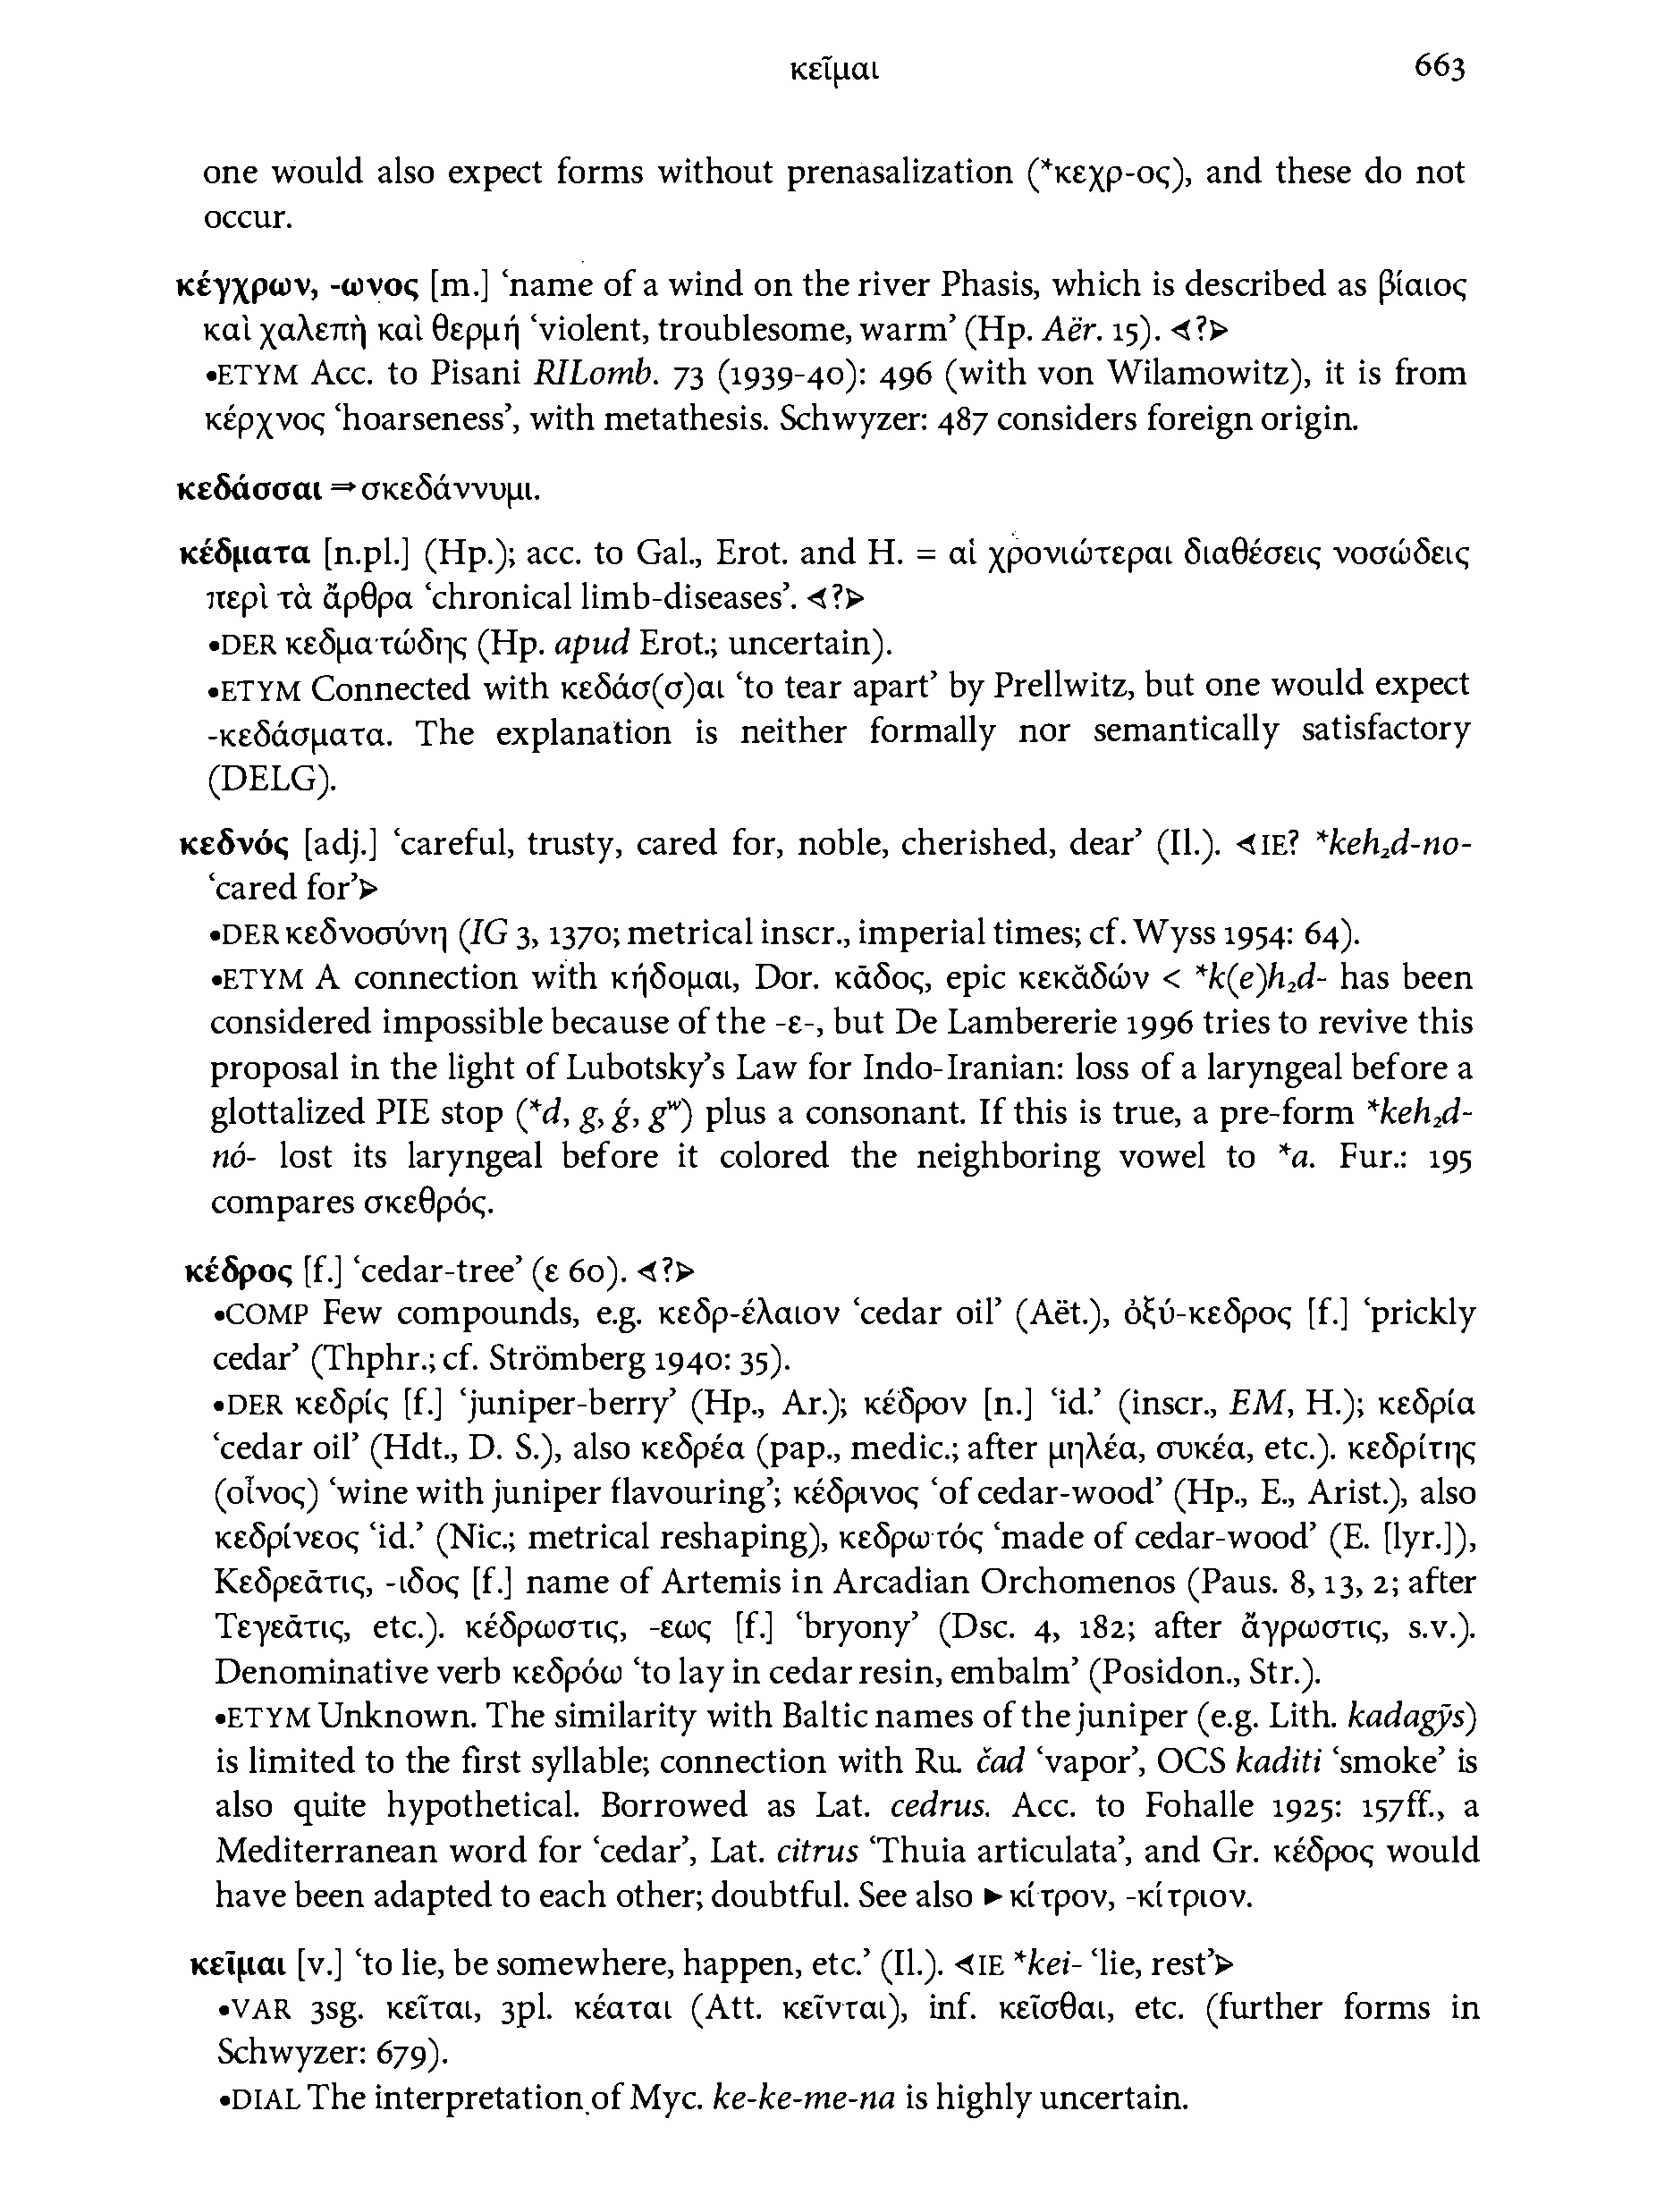 κεῖμαι 663
one would also expect forms without prenasalization (*κεχρ-ος), and these do not
occur.
κέγχρων, -ωνος [m.] ‘name of a wind on the river Phasis, which is described as βίαιος
καὶ χαλεπὴ καὶ θερμή ‘violent, troublesome, warm’ (Hp. Aër. 15). ⊲?⊳
•ETYM Acc. to Pisani RILomb. 73 (1939-40): 496 (with von Wilamowitz), it is from
κέρχνος ‘hoarseness’, with metathesis. Schwyzer: 487 considers foreign origin.
κεδάσσαι ⇒ σκεδάννυμι.
κέδματα [n.pl.] (Hp.); acc. to Gal., Erot. and H. = αἱ χρονιώτεραι διαθέσεις νοσώδεις
περὶ τὰ ἄρθρα ‘chronical limb-diseases’. ⊲?⊳
•DER κεδματώδης (Hp. apud Erot.; uncertain).
•ETYM Connected with κεδάσ(σ)αι ‘to tear apart’ by Prellwitz, but one would expect
-κεδάσματα. The explanation is neither formally nor semantically satisfactory
(DELG).
κεδνός [adj.] ‘careful, trusty, cared for, noble, cherished, dear’ (Il.). ⊲IE? *keh₂d-no-
‘cared for’⊳
•DER κεδνοσύνη (IG 3, 1370; metrical inscr., imperial times; cf. Wyss 1954: 64).
•ETYM A connection with κήδομαι, Dor. κᾶδος, epic κεκᾰδών < *k(e)h₂d- has been
considered impossible because of the -ε-, but De Lambererie 1996 tries to revive this
proposal in the light of Lubotsky’s Law for Indo-Iranian: loss of a laryngeal before a
glottalized PIE stop (*d, g, ǵ, gʷ) plus a consonant. If this is true, a pre-form *keh₂d-
nó- lost its laryngeal before it colored the neighboring vowel to *a. Fur.: 195
compares σκεθρός.
κέδρος [f.] ‘cedar-tree’ (ε 60). ⊲?⊳
•COMP Few compounds, e.g. κεδρ-έλαιον ‘cedar oil’ (Aët.), ὀξύ-κεδρος [f.] ‘prickly
cedar’ (Thphr.; cf. Strömberg 1940: 35).
•DER κεδρίς [f.] ‘juniper-berry’ (Hp., Ar.); κέδρον [n.] ‘id.’ (inscr., EM, H.); κεδρία
‘cedar oil’ (Hdt., D. S.), also κεδρέα (pap., medic.; after μηλέα, συκέα, etc.). κεδρίτης
(οἶνος) ‘wine with juniper flavouring’; κέδρινος ‘of cedar-wood’ (Hp., E., Arist.), also
κεδρίνεος ‘id.’ (Nic.; metrical reshaping), κεδρωτός ‘made of cedar-wood’ (E. [lyr.]),
Κεδρεᾶτις, -ιδος [f.] name of Artemis in Arcadian Orchomenos (Paus. 8, 13, 2; after
Τεγεᾶτις, etc.). κέδρωστις, -εως [f.] ‘bryony’ (Dsc. 4, 182; after ἄγρωστις, s.v.).
Denominative verb κεδρόω ‘to lay in cedar resin, embalm’ (Posidon., Str.).
•ETYM Unknown. The similarity with Baltic names of the juniper (e.g. Lith. kadagỹs)
is limited to the first syllable; connection with Ru. čad ‘vapor’, OCS kaditi ‘smoke’ is
also quite hypothetical. Borrowed as Lat. cedrus. Acc. to Fohalle 1925: 157ff., a
Mediterranean word for ‘cedar’, Lat. citrus ‘Thuia articulata’, and Gr. κέδρος would
have been adapted to each other; doubtful. See also ►κίτρον, -κίτριον.
κεῖμαι [v.] ‘to lie, be somewhere, happen, etc.’ (Il.). ⊲IE *kei- ‘lie, rest’⊳
•VAR 3sg. κεῖται, 3pl. κέαται (Att. κεῖνται), inf. κεῖσθαι, etc. (further forms in
Schwyzer: 679).
•DIAL The interpretation of Myc. ke-ke-me-na is highly uncertain.